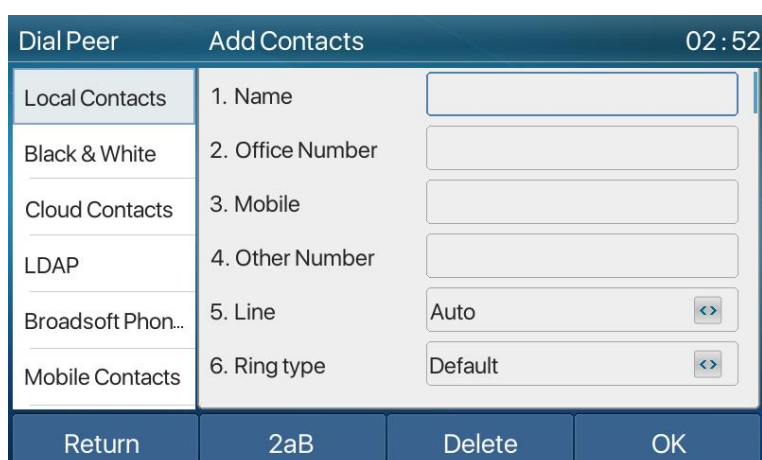 Dial Peer Add Contacts 02:52
Local Contacts
Black & White
Cloud Contacts
LDAP
Broadsoft Phon...
Mobile Contacts
1. Name
2. Office Number
3. Mobile
4. Other Number
5. Line Auto <>
6. Ring type Default <>
Return 2aB Delete OK